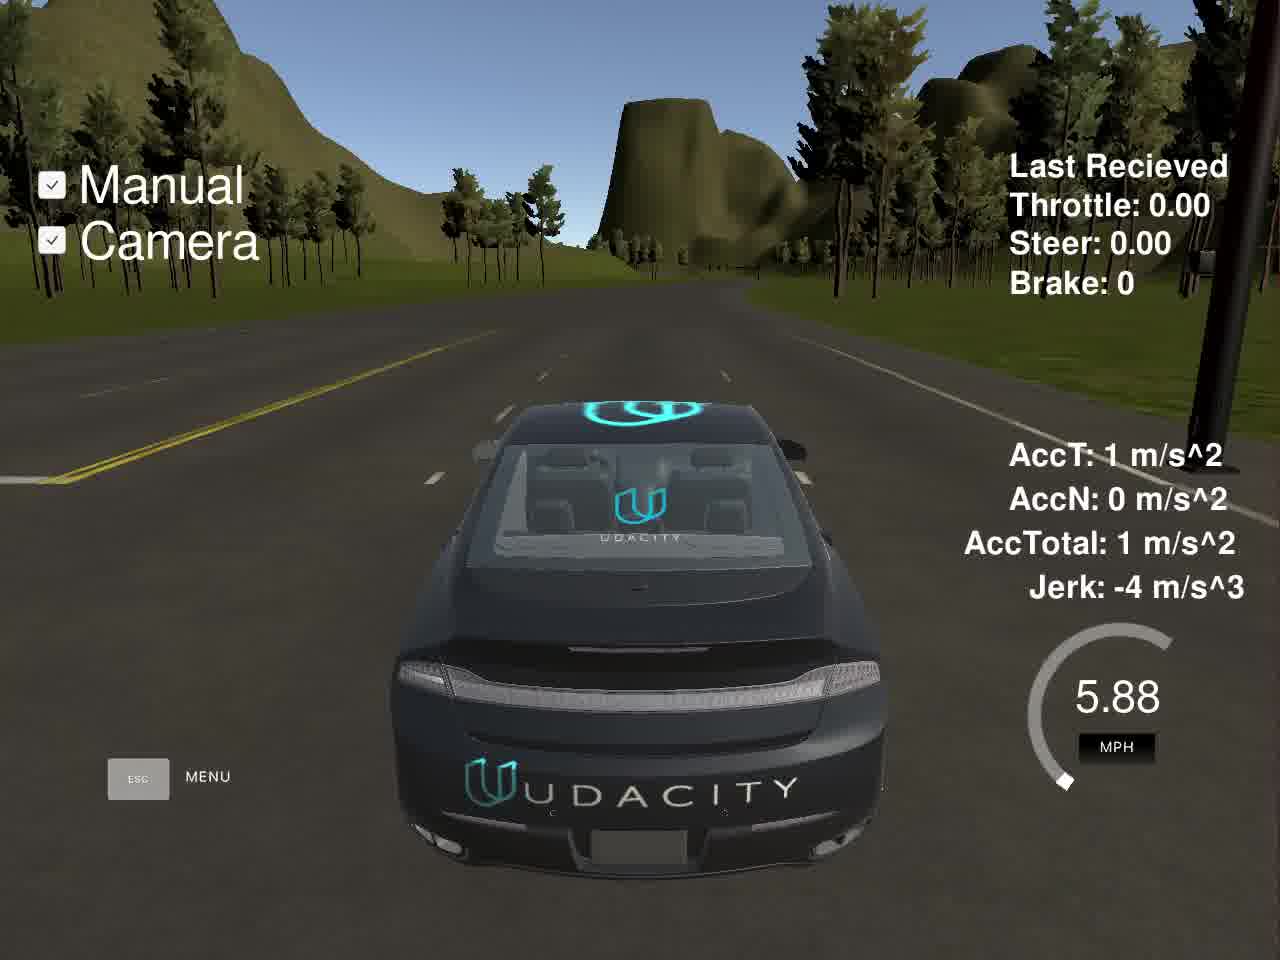 Manual
Camera
Last Recieved
Throttle: 0.00
Steer: 0.00
Brake: 0
AccT: 1 m/s^2
AccN: 0 m/s^2
AccTotal: 1 m/s^2
Jerk: -4 m/s^3
UDACITY
5.88
MPH
ESC MENU
UDACITY